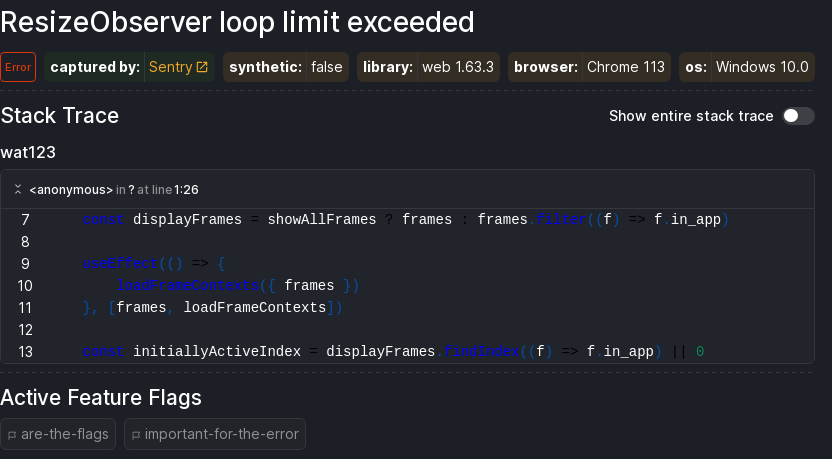 ResizeObserver loop limit exceeded
Error captured by: Sentry synthetic: false library: web 1.63.3 browser: Chrome 113 os: Windows 10.0
Stack Trace Show entire stack trace
wat123
<anonymous> in ? at line 1:26
7 const displayFrames = showAllFrames ? frames : frames.filter((f) => f.in_app)
8
9 useEffect(() => {
10 loadFrameContexts({ frames })
11 }, [frames, loadFrameContexts])
12
13 const initiallyActiveIndex = displayFrames.findIndex((f) => f.in_app) || 0
Active Feature Flags
are-the-flags important-for-the-error